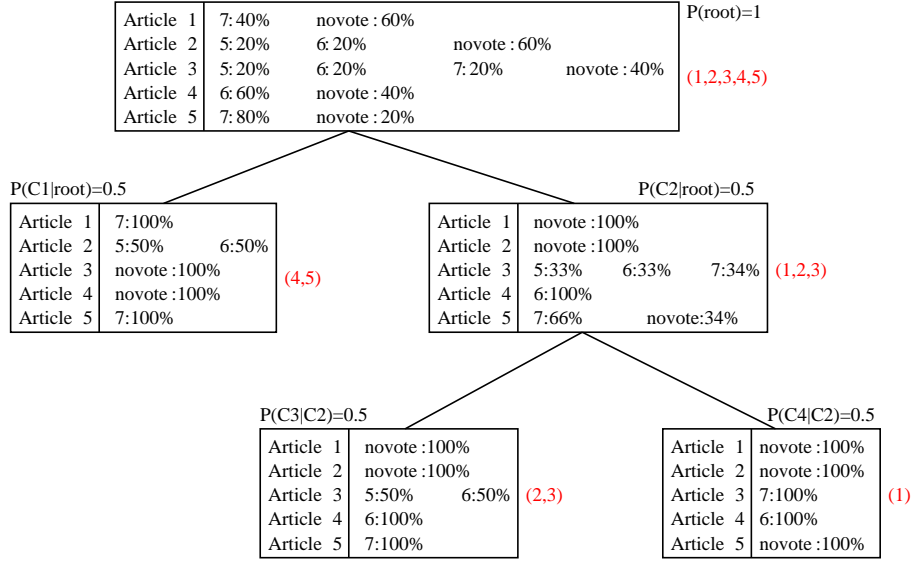 P(root)=1
Article 1 7:40% novote:60%
Article 2 5:20% 6:20% novote:60%
Article 3 5:20% 6:20% 7:20% novote:40%
(1,2,3,4,5)
Article 4 6:60% novote:40%
Article 5 7:80% novote:20%
P(C1|root)=0.5
Article 1 7:100%
Article 2 5:50% 6:50%
Article 3 novote:100%
(4,5)
Article 4 novote:100%
Article 5 7:100%
P(C2|root)=0.5
Article 1 novote:100%
Article 2 novote:100%
Article 3 5:33% 6:33% 7:34%
(1,2,3)
Article 4 6:100%
Article 5 7:66% novote:34%
P(C3|C2)=0.5
Article 1 novote:100%
Article 2 novote:100%
Article 3 5:50% 6:50%
(2,3)
Article 4 6:100%
Article 5 7:100%
P(C4|C2)=0.5
Article 1 novote:100%
Article 2 novote:100%
Article 3 7:100%
(1)
Article 4 6:100%
Article 5 novote:100%